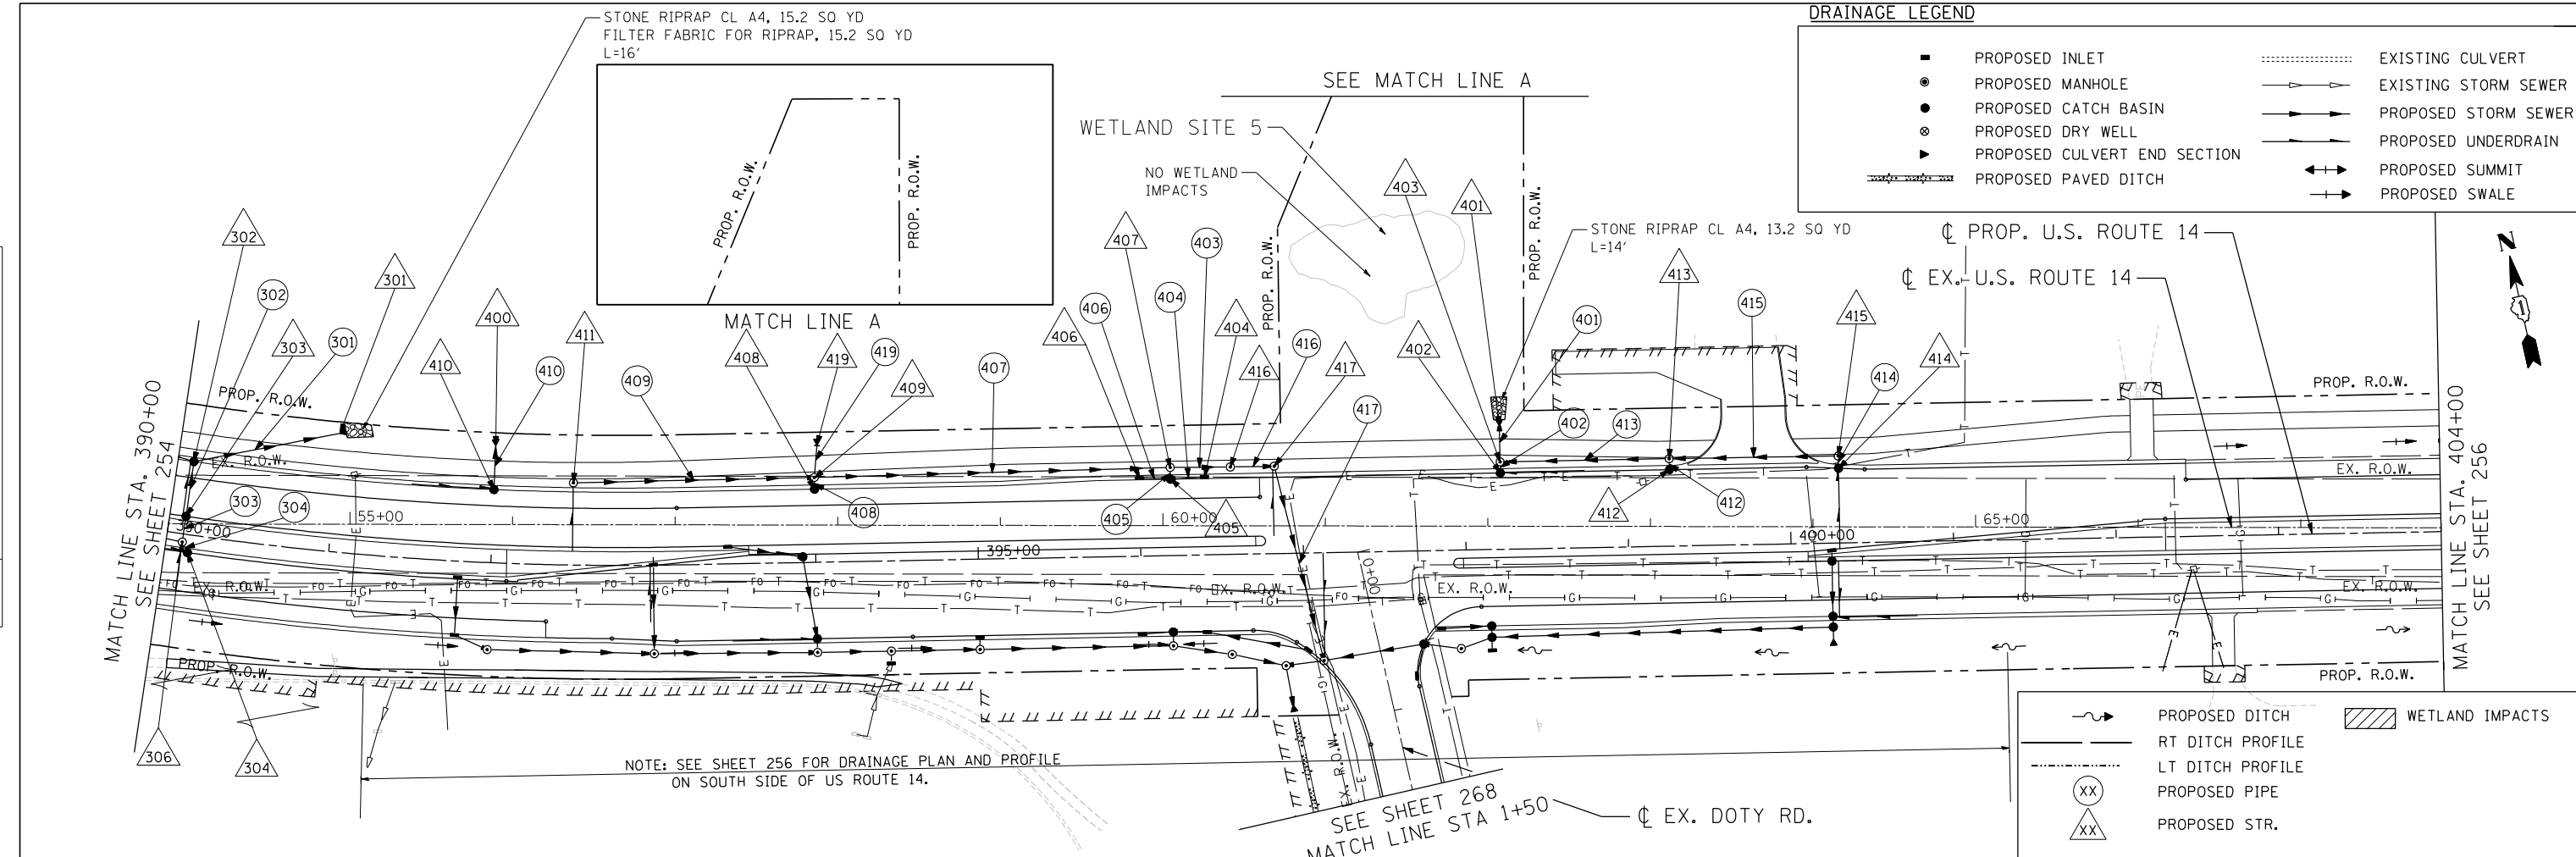 STONE RIPRAP CL A4, 15.2 SQ YD
FILTER FABRIC FOR RIPRAP, 15.2 SQ YD
L=16'
DRAINAGE LEGEND
PROPOSED INLET
PROPOSED MANHOLE
PROPOSED CATCH BASIN
PROPOSED DRY WELL
PROPOSED CULVERT END SECTION
PROPOSED PAVED DITCH
EXISTING CULVERT
EXISTING STORM SEWER
PROPOSED STORM SEWER
PROPOSED UNDERDRAIN
PROPOSED SUMMIT
PROPOSED SWALE
SEE MATCH LINE A
WETLAND SITE 5
NO WETLAND
IMPACTS
PROP. R.O.W.
PROP. R.O.W.
MATCH LINE A
PROP. R.O.W.
PROP. R.O.W.
STONE RIPRAP CL A4, 13.2 SQ YD
L=14'
℄ PROP. U.S. ROUTE 14
℄ EX. U.S. ROUTE 14
N
1
302
302
303
301
301
400
410
410
411
409
408
419
419
409
407
406
406
407
404
403
404
416
416
417
417
403
401
402
401
402
413
413
415
415
414
414
412
412
408
405
405
303
304
306
304
MATCH LINE STA. 390+00
SEE SHEET 254
PROP. R.O.W.
EX. R.O.W.
390+00
55+00
60+00
65+00
395+00
400+00
EX. R.O.W.
EX. R.O.W.
EX. R.O.W.
EX. R.O.W.
EX. R.O.W.
PROP. R.O.W.
PROP. R.O.W.
PROP. R.O.W.
0+00
EX. R.O.W.
MATCH LINE STA. 404+00
SEE SHEET 256
NOTE: SEE SHEET 256 FOR DRAINAGE PLAN AND PROFILE
ON SOUTH SIDE OF US ROUTE 14.
SEE SHEET 268
MATCH LINE STA 1+50
℄ EX. DOTY RD.
PROPOSED DITCH
RT DITCH PROFILE
LT DITCH PROFILE
XX
PROPOSED PIPE
XX
PROPOSED STR.
WETLAND IMPACTS